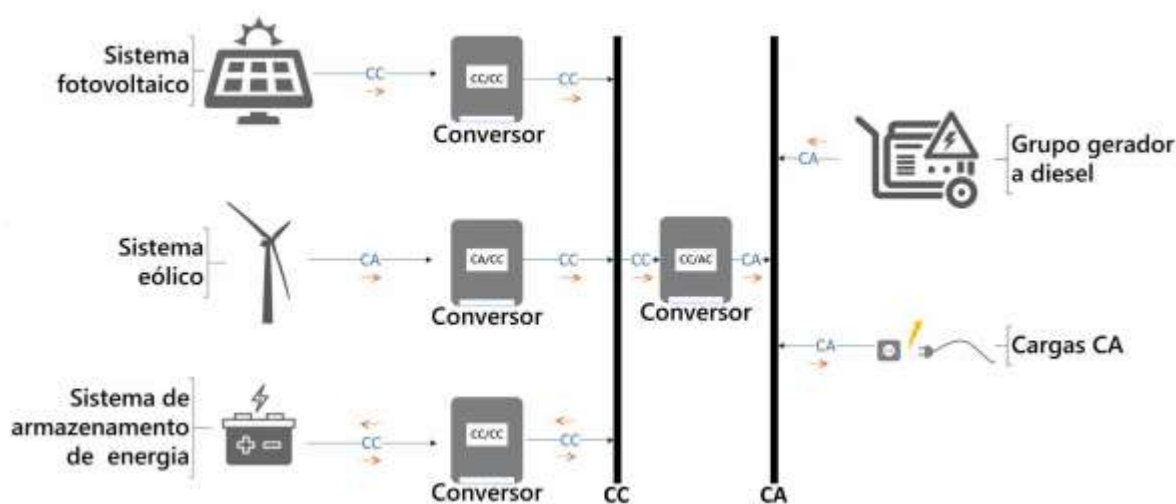 Sistema
fotovoltaico
CC
CC/CC
CC
Conversor
Grupo gerador
a diesel
CA
Sistema
eólico
CA
CA/CC
CC
CC
CC/AC
CA
Conversor
Conversor
Cargas CA
CA
Sistema de
armazenamento
de energia
CC
CC/CC
CC
Conversor
CC
CA